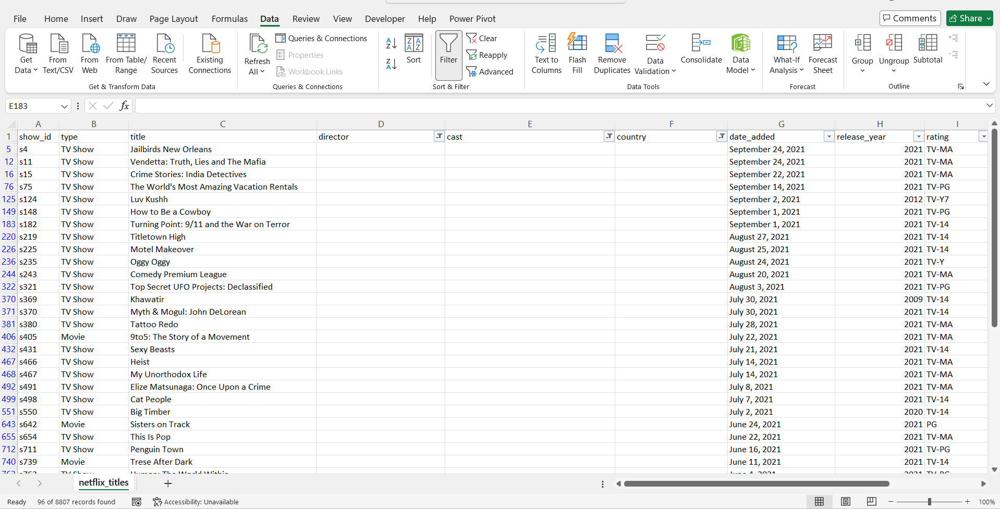 File Home Insert Draw Page Layout Formulas Data Review View Developer Help Power Pivot Comments Share
Get Data
From Text/CSV
From Web
From Table/ Range
Recent Sources
Existing Connections
Get & Transform Data
Refresh All
Queries & Connections
Properties
Workbook Links
Queries & Connections
Sort
Filter
Clear
Reapply
Advanced
Sort & Filter
Text to Columns
Flash Fill
Remove Duplicates
Data Validation
Consolidate
Data Model
Data Tools
What-If Analysis
Forecast Sheet
Forecast
Group
Ungroup
Subtotal
Outline
E183 fx
A B C D E F G H I
1 show_id type title director cast country date_added release_year rating
5 s4 TV Show Jailbirds New Orleans September 24, 2021 2021 TV-MA
12 s11 TV Show Vendetta: Truth, Lies and The Mafia September 24, 2021 2021 TV-MA
16 s15 TV Show Crime Stories: India Detectives September 22, 2021 2021 TV-MA
76 s75 TV Show The World's Most Amazing Vacation Rentals September 14, 2021 2021 TV-PG
125 s124 TV Show Luv Kushh September 2, 2021 2012 TV-Y7
149 s148 TV Show How to Be a Cowboy September 1, 2021 2021 TV-PG
183 s182 TV Show Turning Point: 9/11 and the War on Terror September 1, 2021 2021 TV-14
220 s219 TV Show Titletown High August 27, 2021 2021 TV-14
226 s225 TV Show Motel Makeover August 25, 2021 2021 TV-14
236 s235 TV Show Oggy Oggy August 24, 2021 2021 TV-Y
244 s243 TV Show Comedy Premium League August 20, 2021 2021 TV-MA
322 s321 TV Show Top Secret UFO Projects: Declassified August 3, 2021 2021 TV-PG
370 s369 TV Show Khawatir July 30, 2021 2009 TV-14
371 s370 TV Show Myth & Mogul: John DeLorean July 30, 2021 2021 TV-14
381 s380 TV Show Tattoo Redo July 28, 2021 2021 TV-MA
406 s405 Movie 9to5: The Story of a Movement July 22, 2021 2021 TV-MA
432 s431 TV Show Sexy Beasts July 21, 2021 2021 TV-14
467 s466 TV Show Heist July 14, 2021 2021 TV-MA
468 s467 TV Show My Unorthodox Life July 14, 2021 2021 TV-MA
492 s491 TV Show Elize Matsunaga: Once Upon a Crime July 8, 2021 2021 TV-MA
499 s498 TV Show Cat People July 7, 2021 2021 TV-14
551 s550 TV Show Big Timber July 2, 2021 2020 TV-14
643 s642 Movie Sisters on Track June 24, 2021 2021 PG
655 s654 TV Show This Is Pop June 22, 2021 2021 TV-MA
712 s711 TV Show Penguin Town June 16, 2021 2021 TV-PG
740 s739 Movie Trese After Dark June 11, 2021 2021 TV-14
763 s762 TV Show Human: The World Within June 4, 2021 2021 TV-PG
netflix_titles
Ready 96 of 8807 records found Accessibility: Unavailable 100%